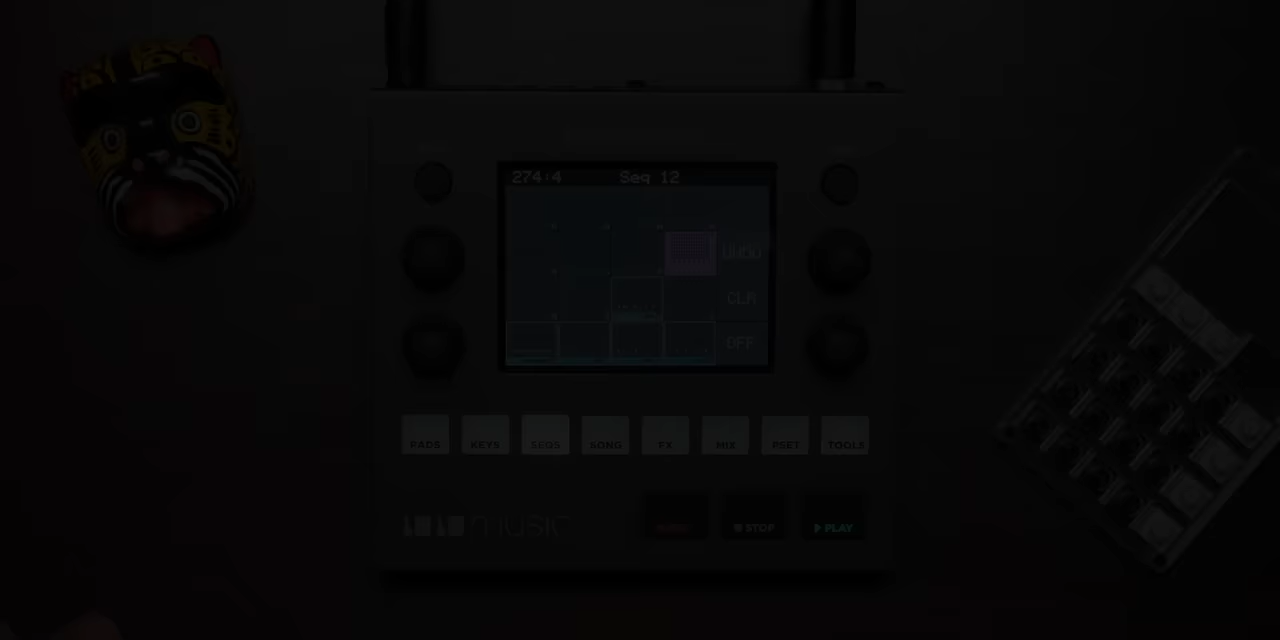 274:4 Seq 12
Undo
CLR
OFF
PADS KEYS SEQS SONG FX MIX PSET TOOLS
MUSIC STOP PLAY